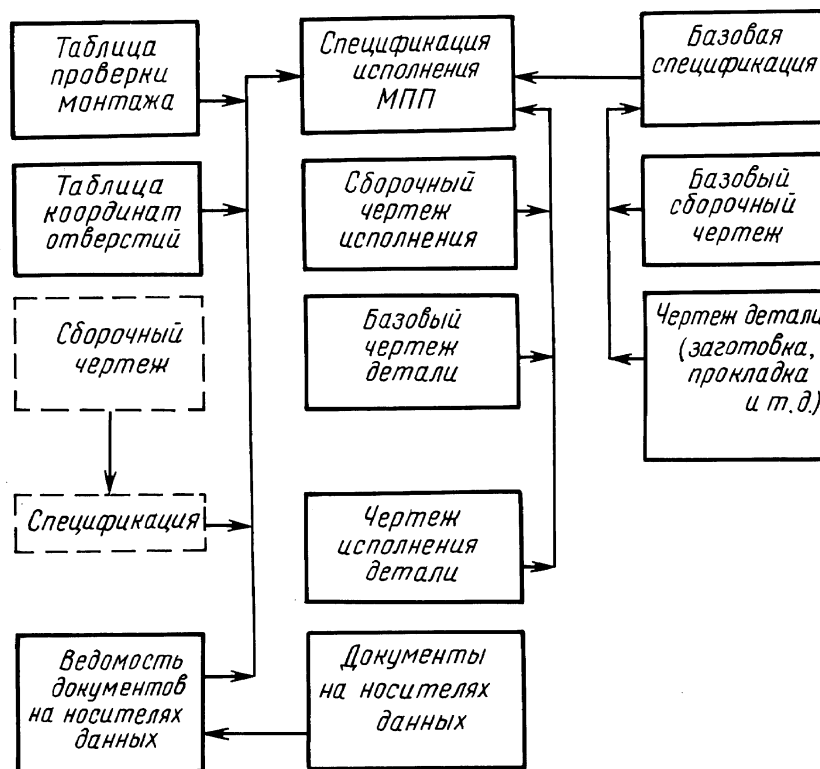 Таблица
проверки
монтажа
Спецификация
исполнения
МПП
Базовая
спецификация
Таблица
координат
отверстий
Сборочный
чертеж
исполнения
Базовый
сборочный
чертеж
Сборочный
чертеж
Базовый
чертеж
детали
Чертеж детали
(заготовка,
прокладка
и т.д.)
Спецификация
Чертеж
исполнения
детали
Ведомость
документов
на носителях
данных
Документы
на носителях
данных